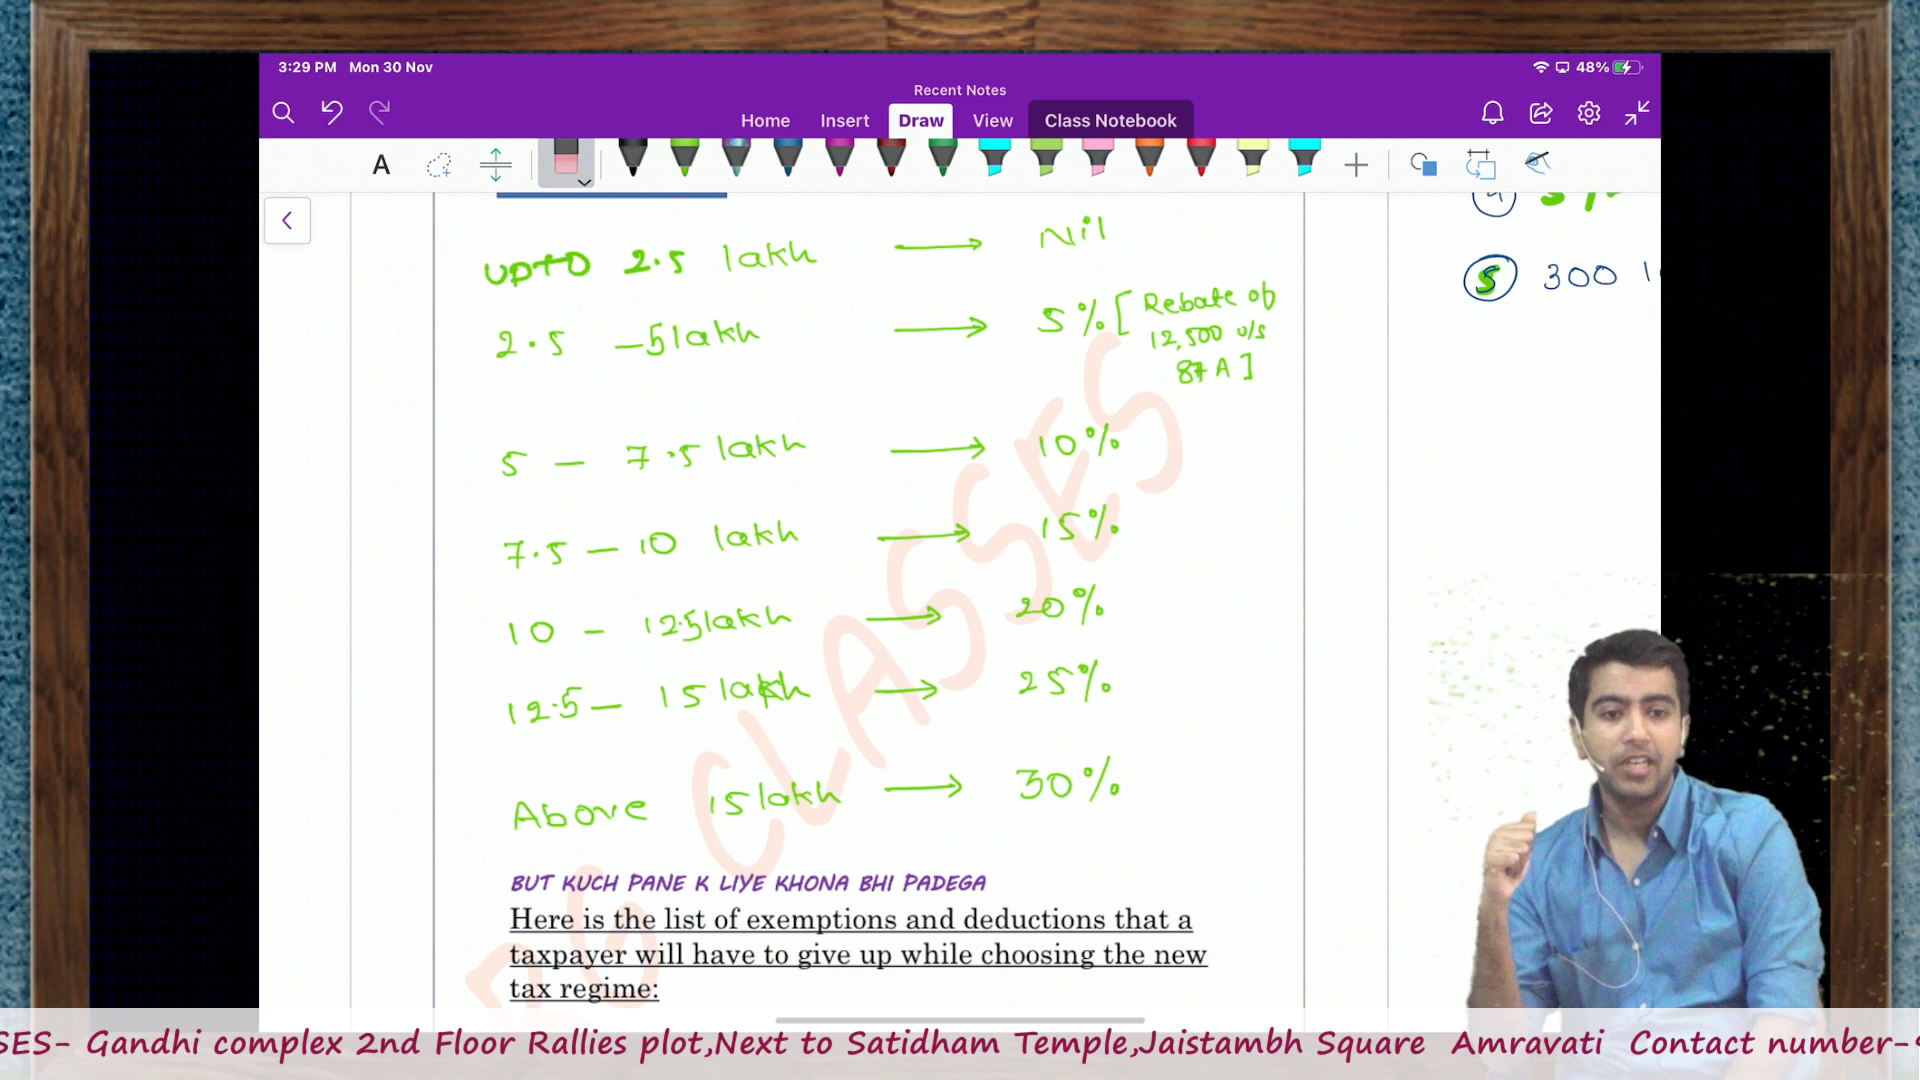 3:29 PM Mon 30 Nov
48%
Recent Notes
Home Insert Draw View Class Notebook
A
UPTO 2.5 lakh → Nil
2.5 — 5 lakh → 5% [Rebate of
12,500 u/s
87A]
5 — 7.5 lakh → 10%
7.5 — 10 lakh → 15%
10 — 12.5 lakh → 20%
12.5 — 15 lakh → 25%
Above 15 lakh → 30%
BUT KUCH PANE K LIYE KHONA BHI PADEGA
Here is the list of exemptions and deductions that a
taxpayer will have to give up while choosing the new
tax regime:
5 300
CLASSES
SES- Gandhi complex 2nd Floor Rallies plot,Next to Satidham Temple,Jaistambh Square Amravati Contact number-